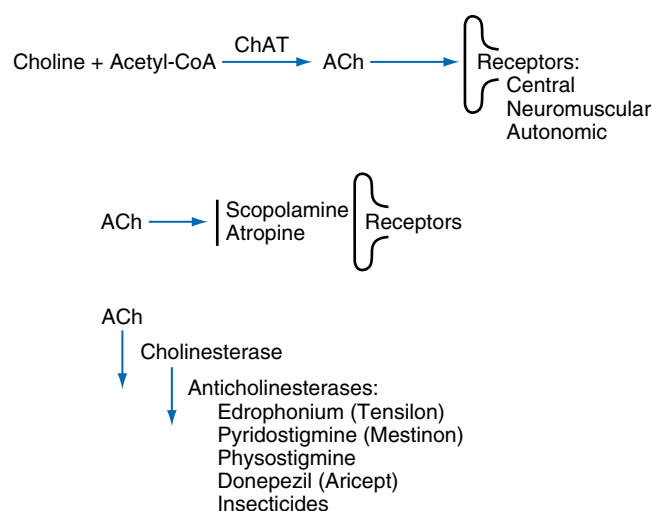 ChAT
Choline + Acetyl-CoA ACh Receptors:
Central
Neuromuscular
Autonomic
ACh Scopolamine
Atropine Receptors
ACh
Cholinesterase
Anticholinesterases:
Edrophonium (Tensilon)
Pyridostigmine (Mestinon)
Physostigmine
Donepezil (Aricept)
Insecticides